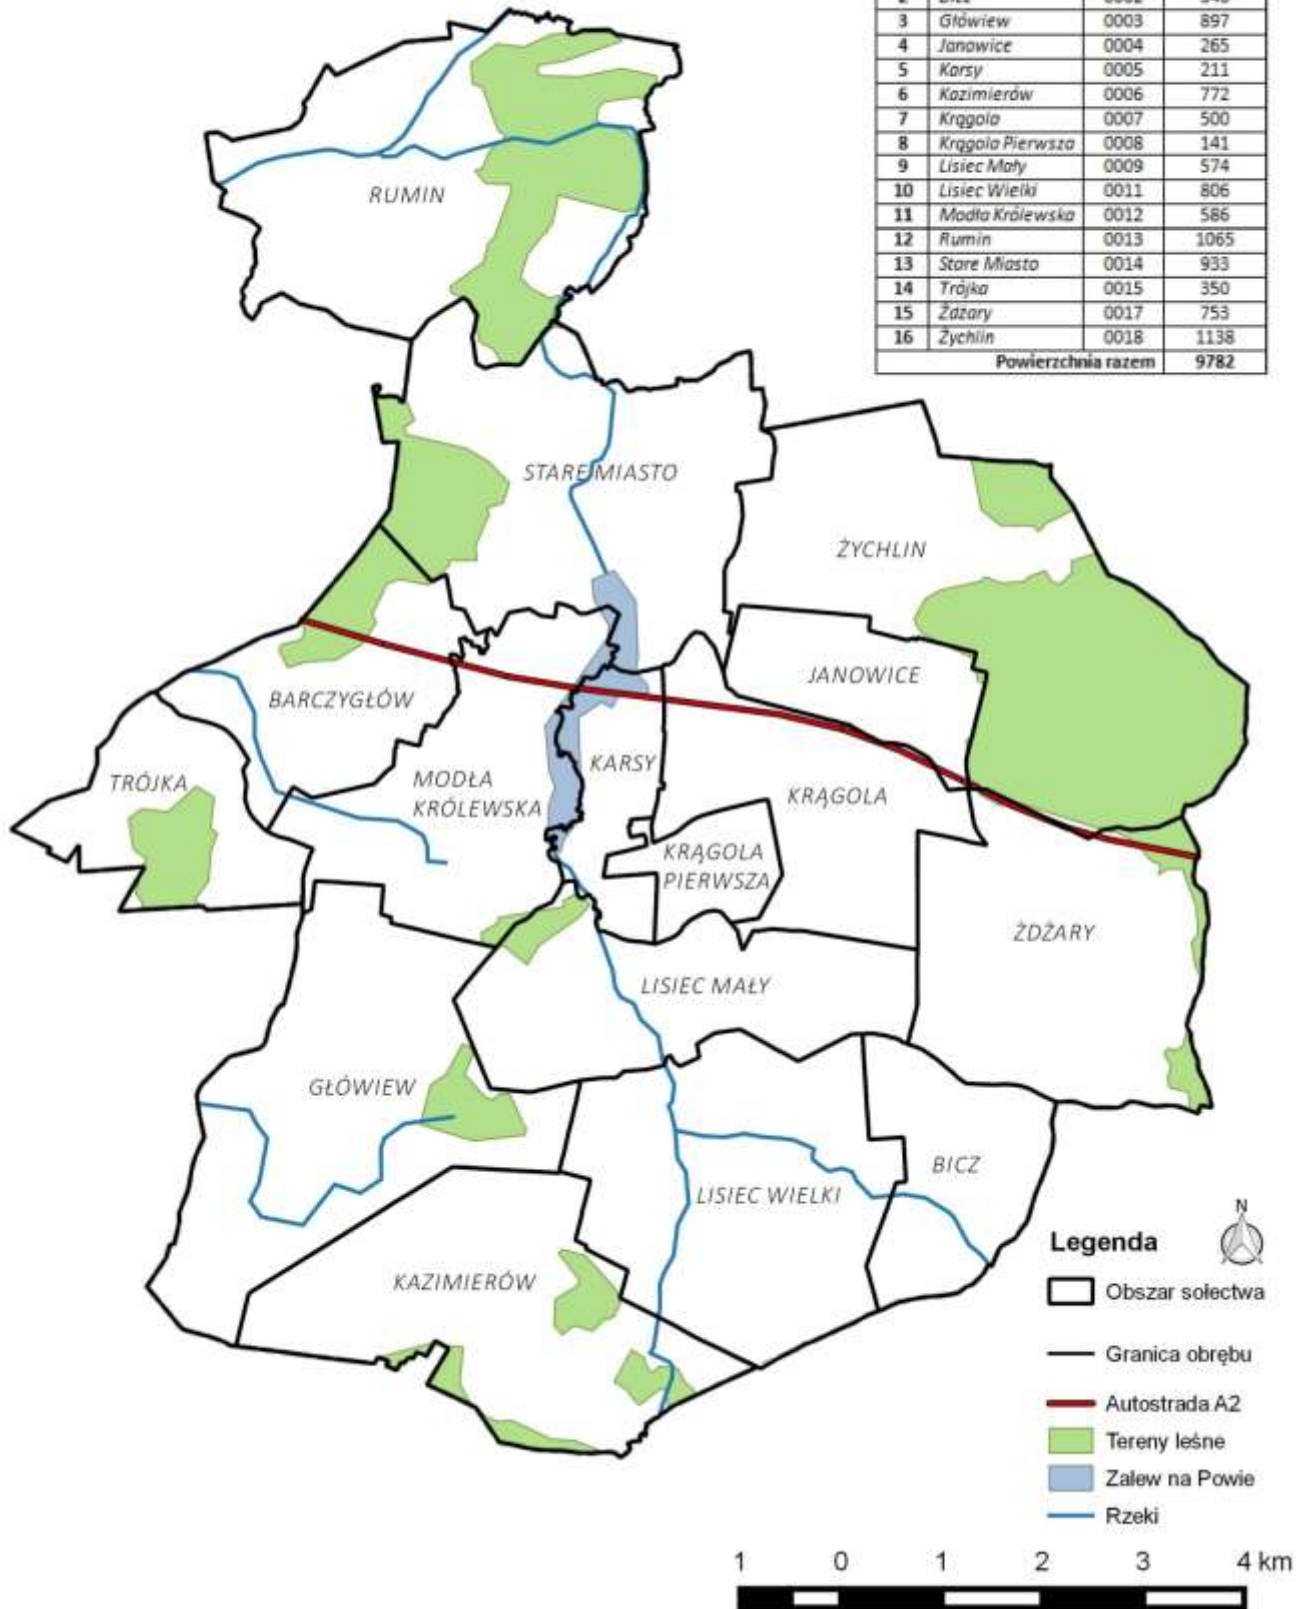 3 Główiew 0003 897
4 Janowice 0004 265
5 Karsy 0005 211
6 Kazimierów 0006 772
7 Krągola 0007 500
8 Krągola Pierwsza 0008 141
9 Lisiec Mały 0009 574
10 Lisiec Wielki 0011 806
11 Modła Królewska 0012 586
12 Rumin 0013 1065
13 Stare Miasto 0014 933
14 Trójka 0015 350
15 Żdżary 0017 753
16 Żychlin 0018 1138
Powierzchnia razem 9782
RUMIN
STARE MIASTO
ŻYCHLIN
JANOWICE
BARCZYGŁÓW
TRÓJKA
MODŁA
KRÓLEWSKA
KARSY
KRĄGOLA
KRĄGOLA
PIERWSZA
ŻDŻARY
LISIEC MAŁY
GŁÓWIEW
BICZ
LISIEC WIELKI
KAZIMIERÓW
N
Legenda
Obszar sołectwa
Granica obrębu
Autostrada A2
Tereny leśne
Zalew na Powie
Rzeki
1 0 1 2 3 4 km